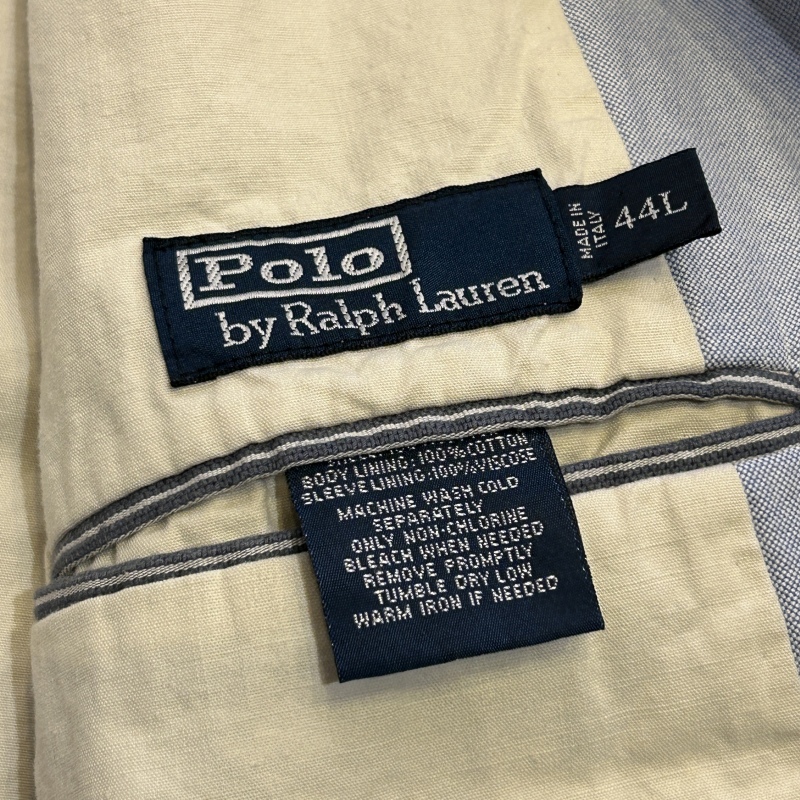 Polo
by Ralph Lauren
MADE IN
ITALY
44L
BODY LINING:100%COTTON
SLEEVE LINING:100%VISCOSE
MACHINE WASH COLD
SEPARATELY
ONLY NON-CHLORINE
BLEACH WHEN NEEDED
REMOVE PROMPTLY
TUMBLE DRY LOW
WARM IRON IF NEEDED